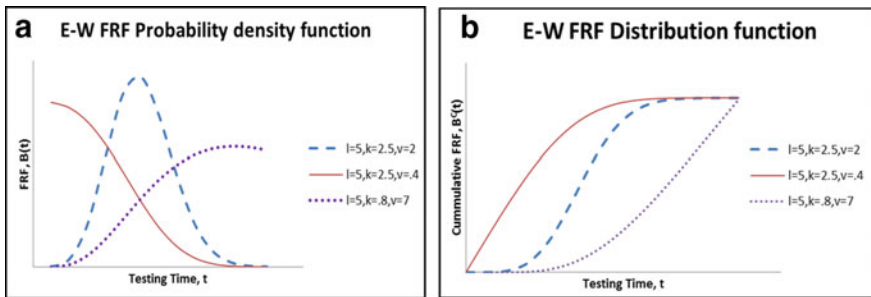 a
E-W FRF Probability density function
FRF, B(t)
l=5,k=2.5,v=2
l=5,k=2.5,v=.4
l=5,k=.8,v=7
Testing Time, t
b
E-W FRF Distribution function
Cummulative FRF, Bᶜ(t)
l=5,k=2.5,v=2
l=5,k=2.5,v=.4
l=5,k=.8,v=7
Testing Time, t